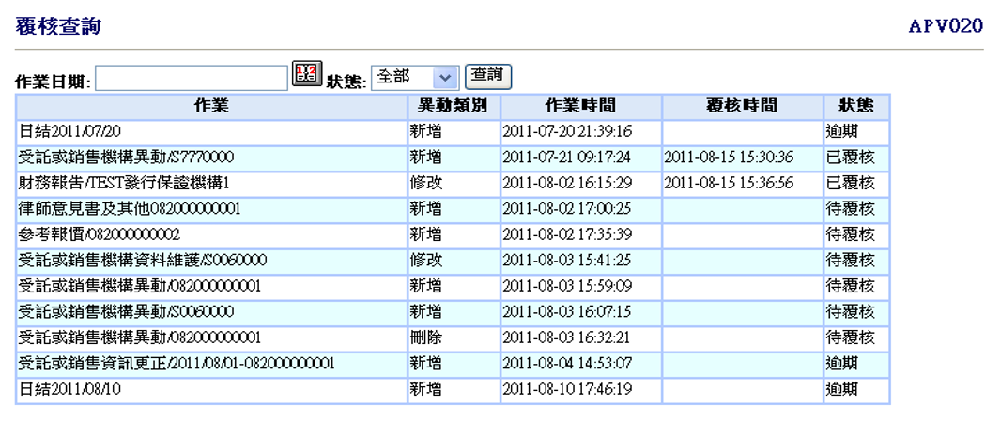 覆核查詢 APV020
作業日期: 狀態: 全部 查詢
作業 異動類別 作業時間 覆核時間 狀態
日結2011/07/20 新增 2011-07-20 21:39:16 逾期
受託或銷售機構異動/S7770000 新增 2011-07-21 09:17:24 2011-08-15 15:30:36 已覆核
財務報告/TEST發行保證機構1 修改 2011-08-02 16:15:29 2011-08-15 15:36:56 已覆核
律師意見書及其他082000000001 新增 2011-08-02 17:00:25 待覆核
參考報價/082000000002 新增 2011-08-02 17:35:39 待覆核
受託或銷售機構資料維護/S0060000 修改 2011-08-03 15:41:25 待覆核
受託或銷售機構異動/082000000001 新增 2011-08-03 15:59:09 待覆核
受託或銷售機構異動/S0060000 新增 2011-08-03 16:07:15 待覆核
受託或銷售機構異動/082000000001 刪除 2011-08-03 16:32:21 待覆核
受託或銷售資訊更正/2011/08/01-082000000001 新增 2011-08-04 14:53:07 逾期
日結2011/08/10 新增 2011-08-10 17:46:19 逾期